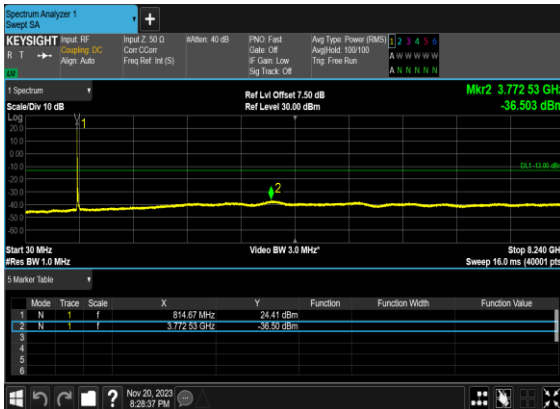 Spectrum Analyzer 1
Swept SA
+
KEYSIGHT Input: RF Input Z: 50 Ω #Atten: 40 dB PNO: Fast Avg Type: Power (RMS) 1 2 3 4 5 6
R T Coupling: DC Corr CCorr Gate: Off Avg|Hold: 100/100 A W W W W W
Align: Auto Freq Ref: Int (S) IF Gain: Low Trig: Free Run
LXI Sig Track: Off A N N N N N
1 Spectrum Ref Lvl Offset 7.50 dB Mkr2 3.772 53 GHz
Scale/Div 10 dB Ref Level 30.00 dBm -36.503 dBm
Log
20.0
10.0
0.00
-10.0
-20.0
-30.0
-40.0
-50.0
-60.0
1
2
DL1 -13.00 dBm
Start 30 MHz Video BW 3.0 MHz* Stop 8.240 GHz
#Res BW 1.0 MHz Sweep 16.0 ms (40001 pts)
5 Marker Table
Mode Trace Scale X Y Function Function Width Function Value
1 N 1 f 814.67 MHz 24.41 dBm
2 N 1 f 3.772 53 GHz -36.50 dBm
3
4
5
6
? Nov 20, 2023
8:28:37 PM